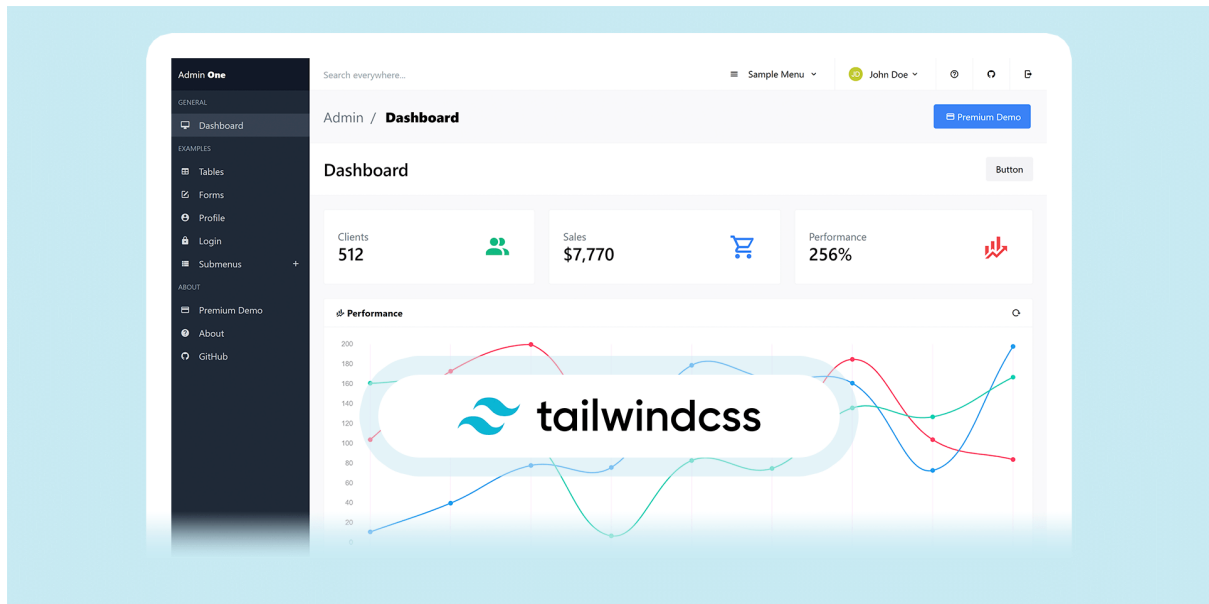 Admin One
Search everywhere...
Sample Menu
JD
John Doe
GENERAL
Dashboard
EXAMPLES
Tables
Forms
Profile
Login
Submenus +
ABOUT
Premium Demo
About
GitHub
Admin / Dashboard
Premium Demo
Dashboard
Button
Clients
512
Sales
$7,770
Performance
256%
Performance
200
180
160
140
120
100
80
60
40
20
0
tailwindcss